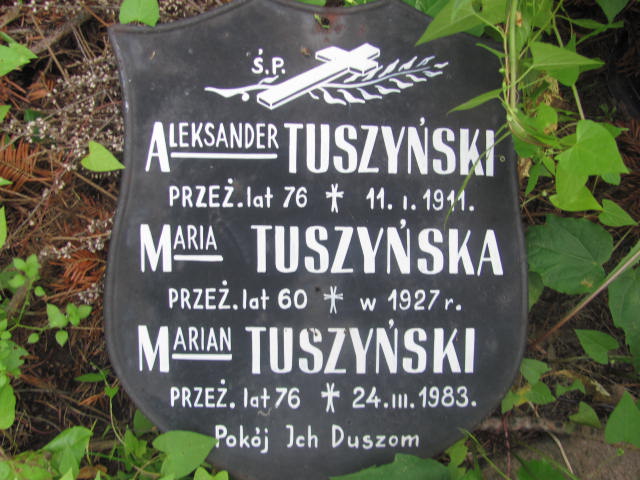 Ś.P.
ALEKSANDER TUSZYŃSKI
PRZEŻ. lat 76 ✝ 11. I. 1911.
MARIA TUSZYŃSKA
PRZEŻ. lat 60 ✝ w 1927 r.
MARIAN TUSZYŃSKI
PRZEŻ. lat 76 ✝ 24. III. 1983.
Pokój Ich Duszom